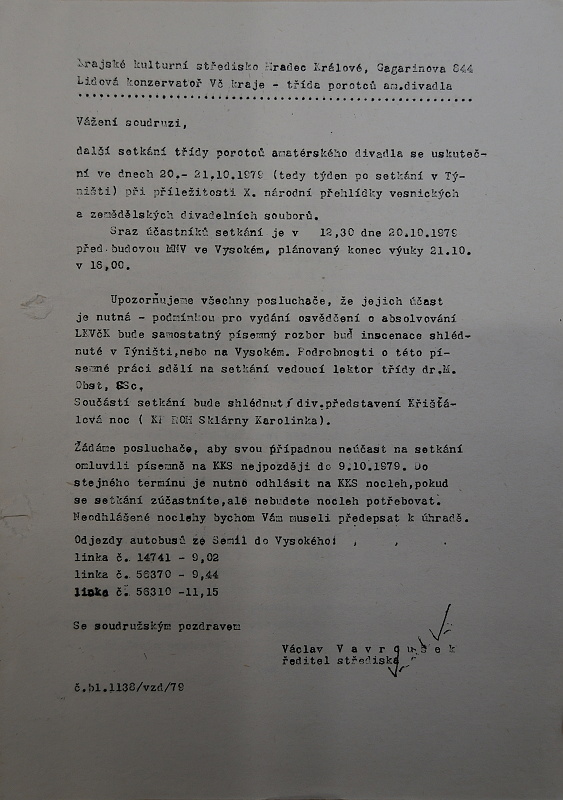 Krajské kulturní středisko Hradec Králové, Gagarinova 844
Lidová konzervatoř Vč kraje - třída porotců am.divadla
Vážení soudruzi,
další setkání třídy porotců amatérského divadla se uskuteč-
ní ve dnech 20.- 21.10.1979 (tedy týden po setkání v Tý-
ništi) při příležitosti X. národní přehlídky vesnických
a zemědělských divadelních souborů.
Sraz účastníků setkání je v 12,30 dne 20.10.1979
před budovou MNV ve Vysokém, plánovaný konec výuky 21.10.
v 16,00.
Upozorňujeme všechny posluchače, že jejich účast
je nutná - podmínkou pro vydání osvědčení o absolvování
LKVčK bude samostatný písemný rozbor buď inscenace shléd-
nuté v Týništi,nebo na Vysokém. Podrobnosti o této pí-
semné práci sdělí na setkání vedoucí lektor třídy dr.M.
Obst, CSc.
Součástí setkání bude shlédnutí div.představení Křišťá-
lová noc ( KP ROH Sklárny Karolinka).
Žádáme posluchače, aby svou případnou neúčast na setkání
omluvili písemně na KKS nejpozději do 9.10.1979. Do
stejného termínu je nutno odhlásit na KKS nocleh,pokud
se setkání zúčastníte,ale nebudete nocleh potřebovat.
Neodhlášené noclehy bychom Vám museli předepsat k úhradě.
Odjezdy autobusů ze Semil do Vysokého:
linka č. 14741 - 9,02
linka č. 56370 - 9,44
linka č. 56310 -11,15
Se soudružským pozdravem
Václav V a v r o u š e k
ředitel střediska
č.bl.1138/vzd/79